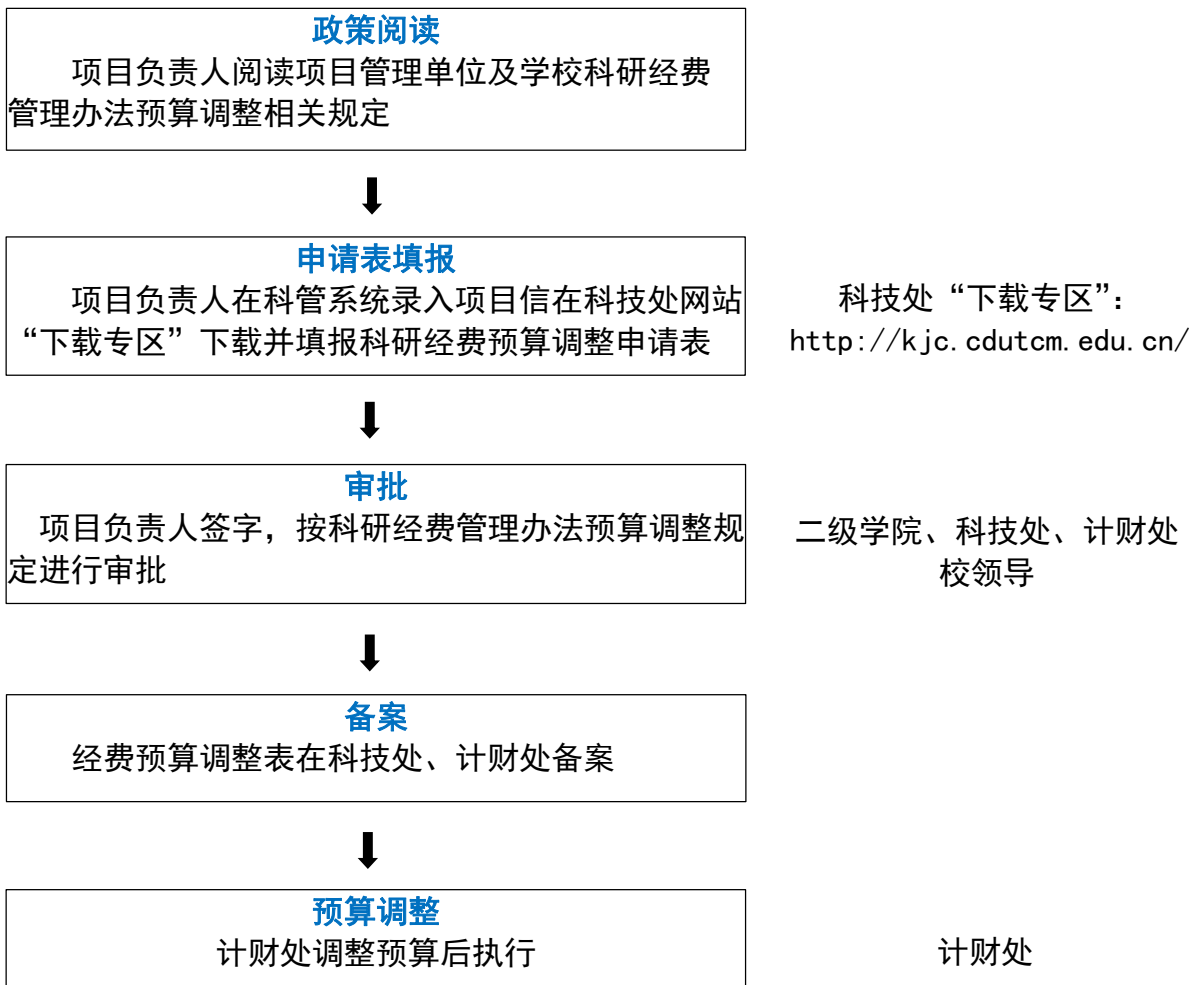 政策阅读
项目负责人阅读项目管理单位及学校科研经费
管理办法预算调整相关规定
申请表填报
项目负责人在科管系统录入项目信在科技处网站
“下载专区”下载并填报科研经费预算调整申请表
科技处“下载专区”：
http://kjc.cdutcm.edu.cn/
审批
项目负责人签字，按科研经费管理办法预算调整规
定进行审批
二级学院、科技处、计财处
校领导
备案
经费预算调整表在科技处、计财处备案
预算调整
计财处调整预算后执行
计财处